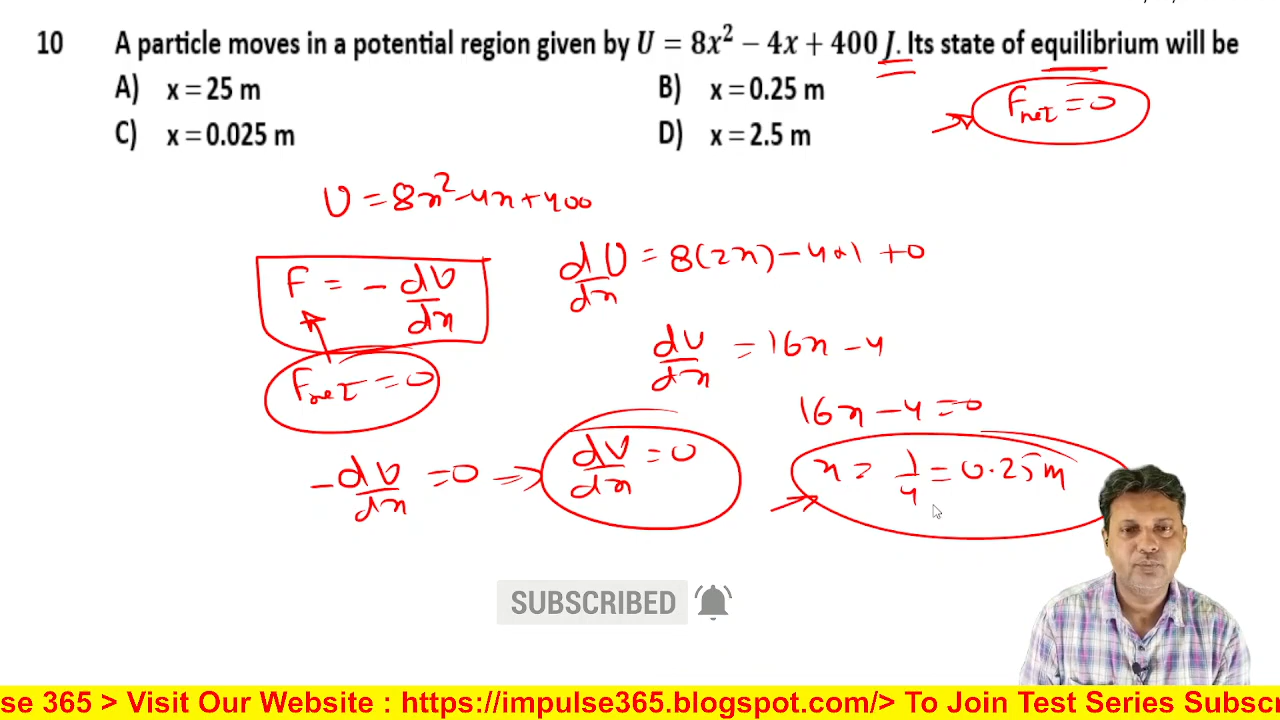 10 A particle moves in a potential region given by U = 8x² − 4x + 400 J. Its state of equilibrium will be
A) x = 25 m B) x = 0.25 m
C) x = 0.025 m D) x = 2.5 m
Fnet = 0
U = 8x² - 4x + 400
F = - dU/dx
dU/dx = 8(2x) - 4×1 + 0
dU/dx = 16x - 4
Fnet = 0
16x - 4 = 0
- dU/dx = 0 ⇒ dU/dx = 0
x = 1/4 = 0.25 m
SUBSCRIBED
se 365 > Visit Our Website : https://impulse365.blogspot.com/> To Join Test Series Subsc